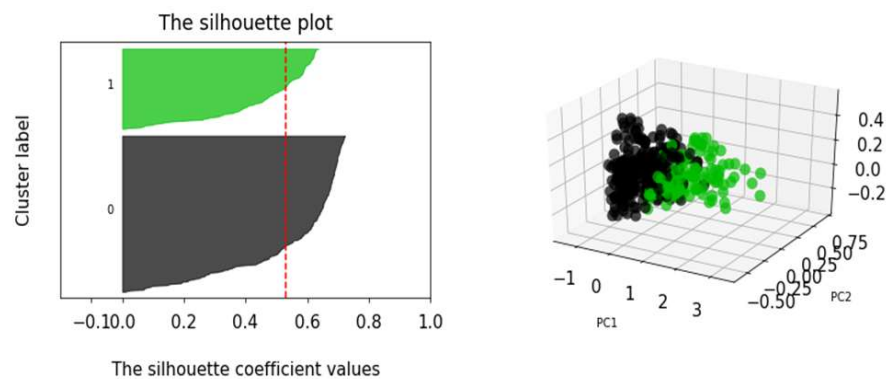 The silhouette plot
Cluster label
1
0
−0.1 0.0 0.2 0.4 0.6 0.8 1.0
The silhouette coefficient values
0.4
0.2
0.0
−0.2
−1 0 1 2 3
PC1
−0.50 −0.25 0.00 0.25 0.50 0.75
PC2